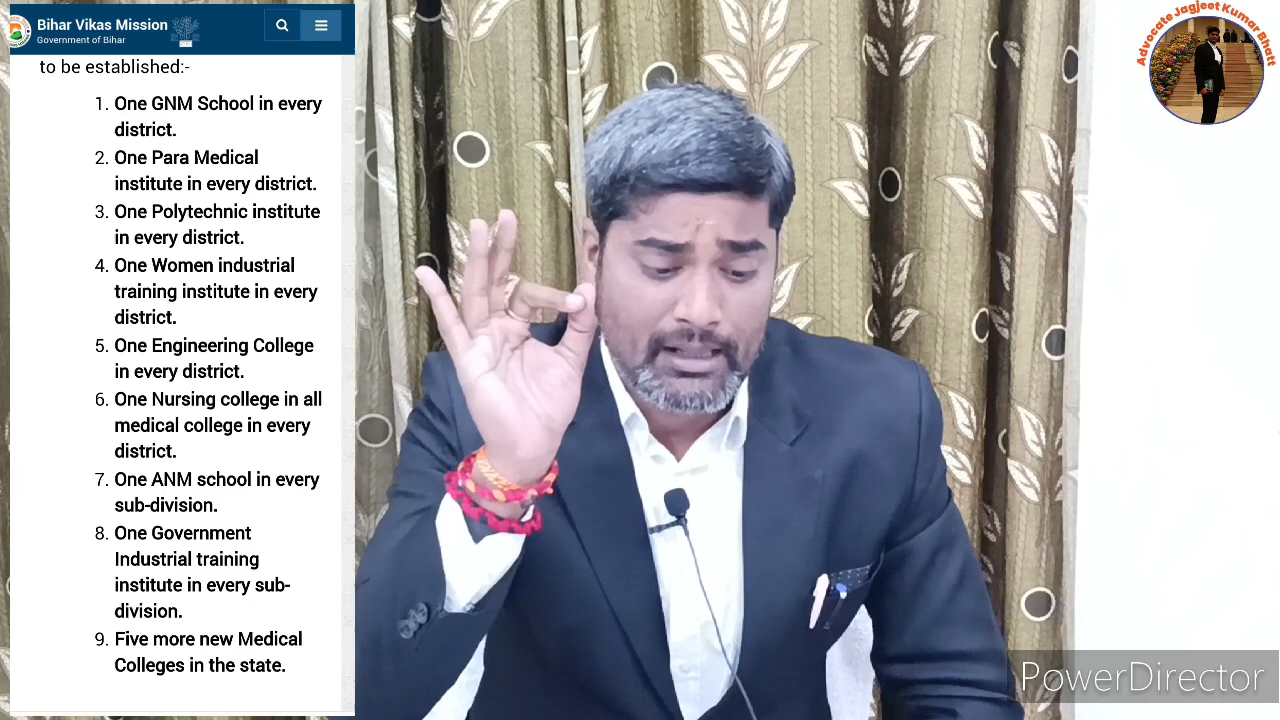 Bihar Vikas Mission
Government of Bihar
to be established:-
1. One GNM School in every
district.
2. One Para Medical
institute in every district.
3. One Polytechnic institute
in every district.
4. One Women industrial
training institute in every
district.
5. One Engineering College
in every district.
6. One Nursing college in all
medical college in every
district.
7. One ANM school in every
sub-division.
8. One Government
Industrial training
institute in every sub-
division.
9. Five more new Medical
Colleges in the state.
Advocate Jagjeet Kumar Bhatt
PowerDirector